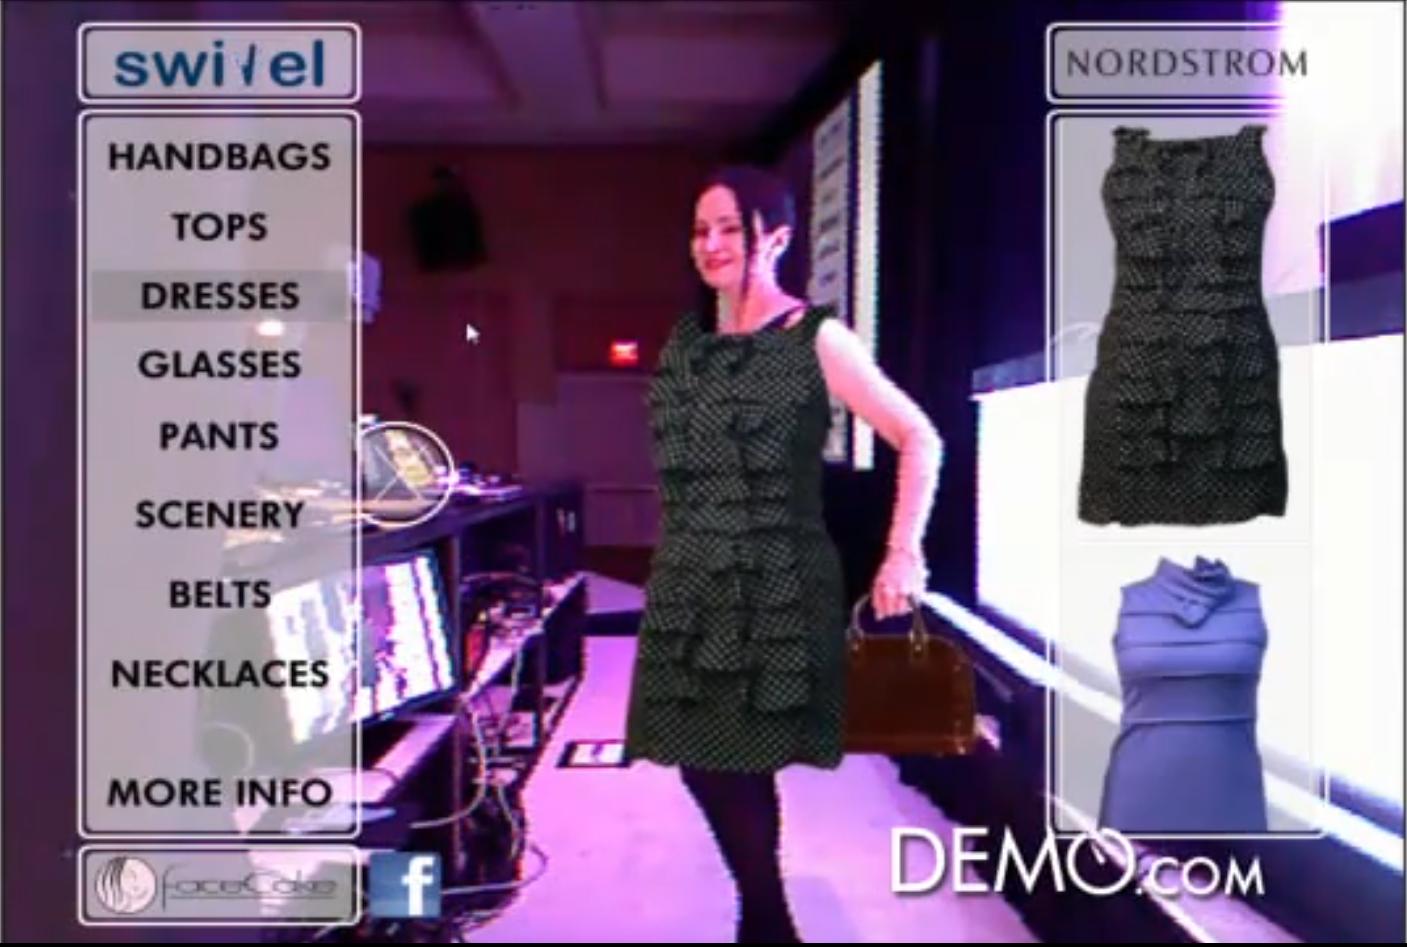 swivel
HANDBAGS
TOPS
DRESSES
GLASSES
PANTS
SCENERY
BELTS
NECKLACES
MORE INFO
faceCake
f
NORDSTROM
DEMO.COM